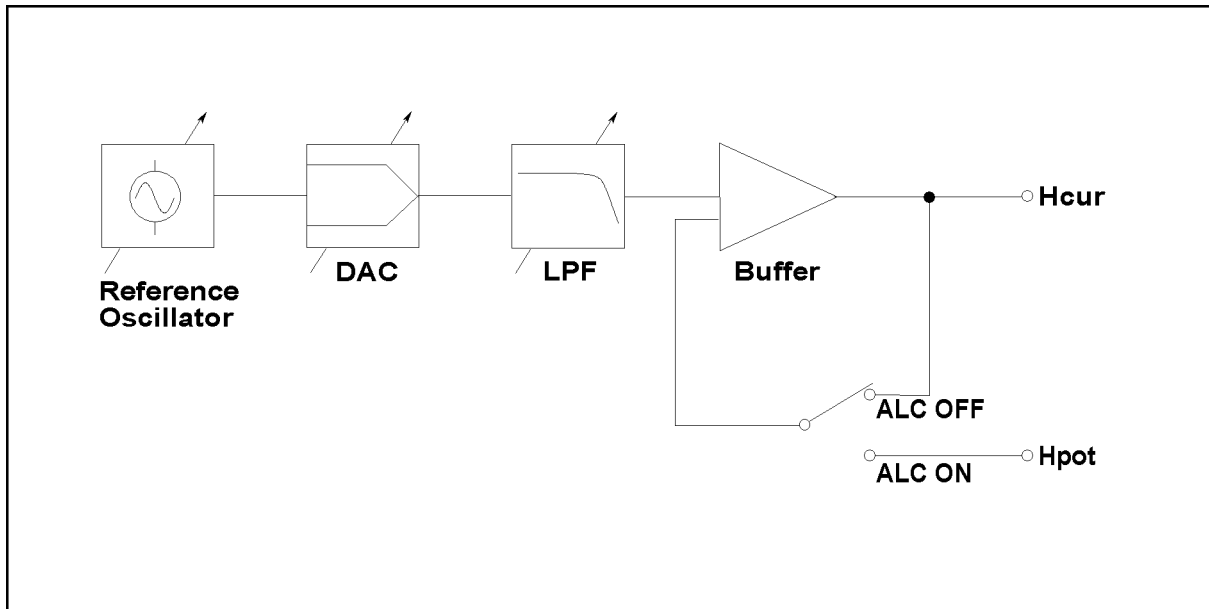 Reference
Oscillator
DAC
LPF
Buffer
Hcur
ALC OFF
ALC ON
Hpot